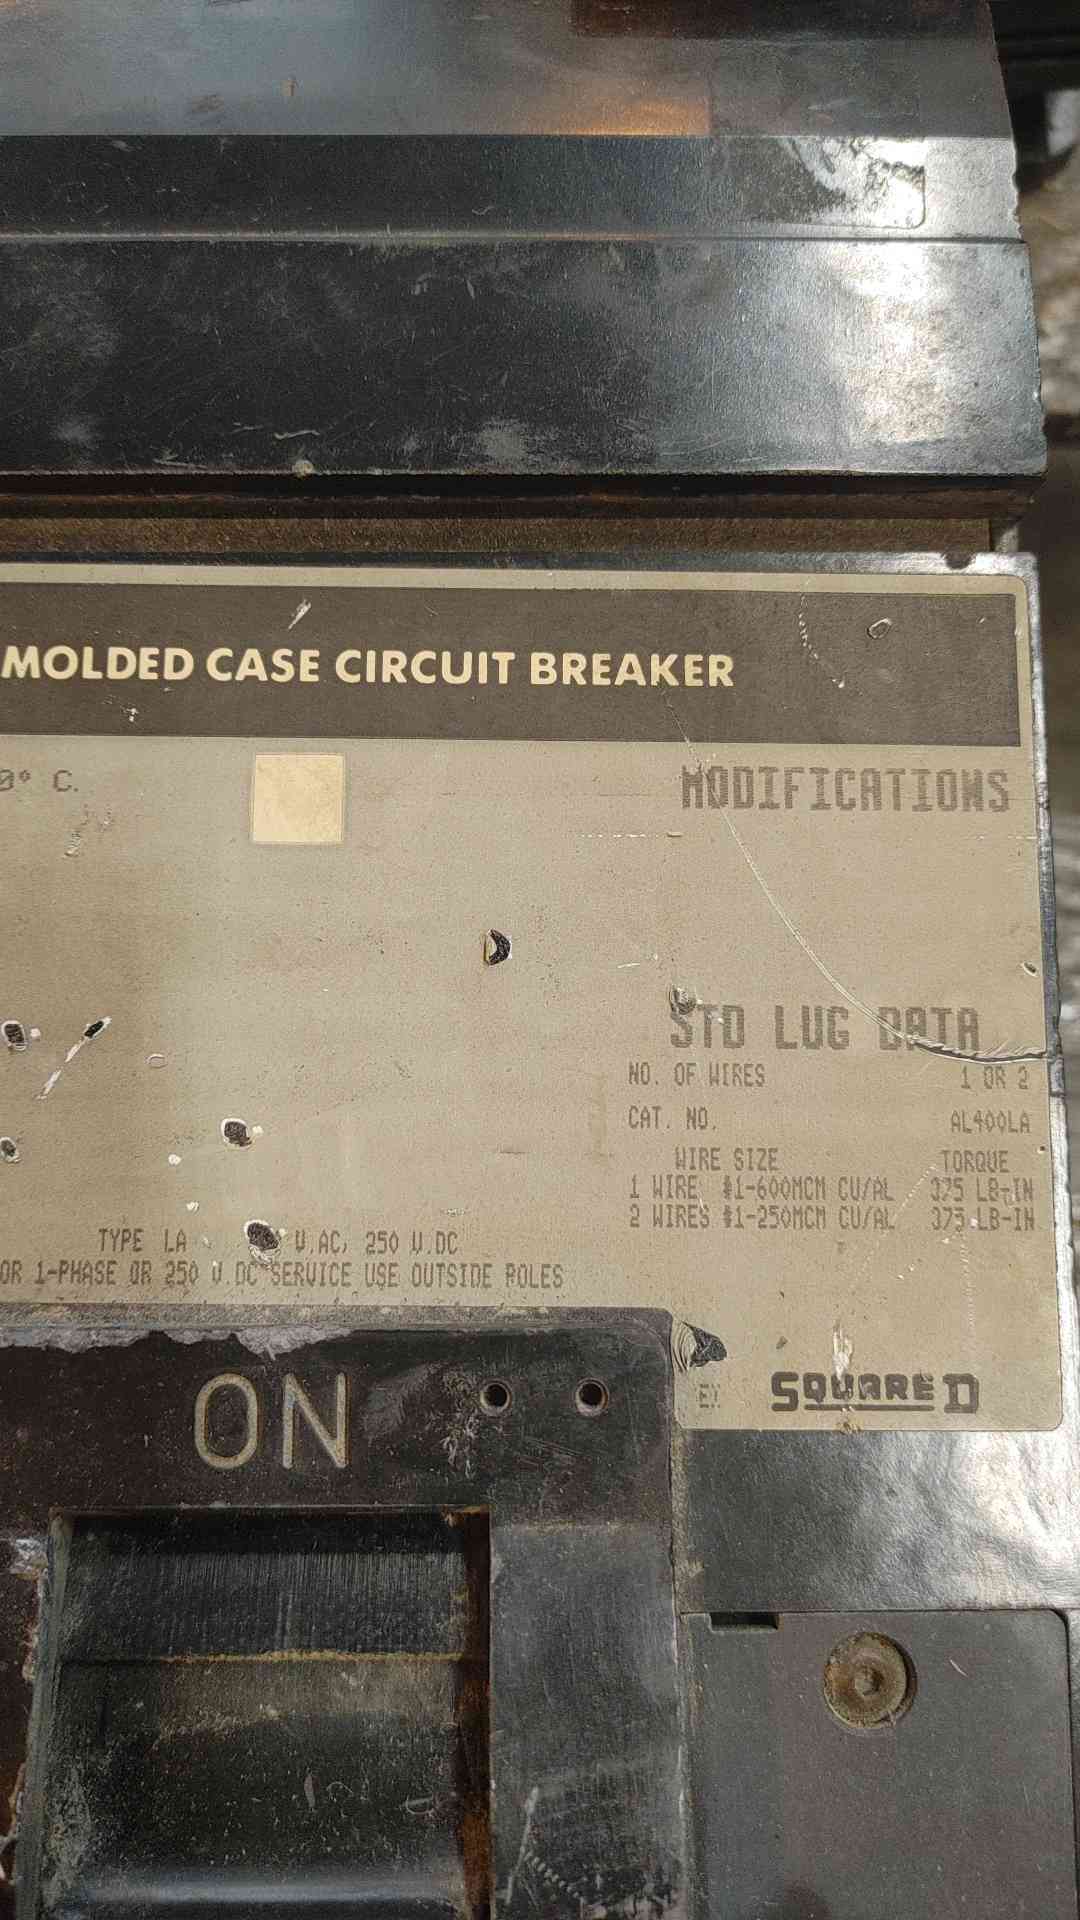 MOLDED CASE CIRCUIT BREAKER
0° C.
MODIFICATIONS
STD LUG DATA
NO. OF WIRES 1 OR 2
CAT. NO. AL400LA
WIRE SIZE TORQUE
1 WIRE #1-600MCM CU/AL 375 LB-IN
2 WIRES #1-250MCM CU/AL 375 LB-IN
TYPE LA V.AC, 250 V.DC
OR 1-PHASE OR 250 V.DC SERVICE USE OUTSIDE POLES
ON
SQUARE D